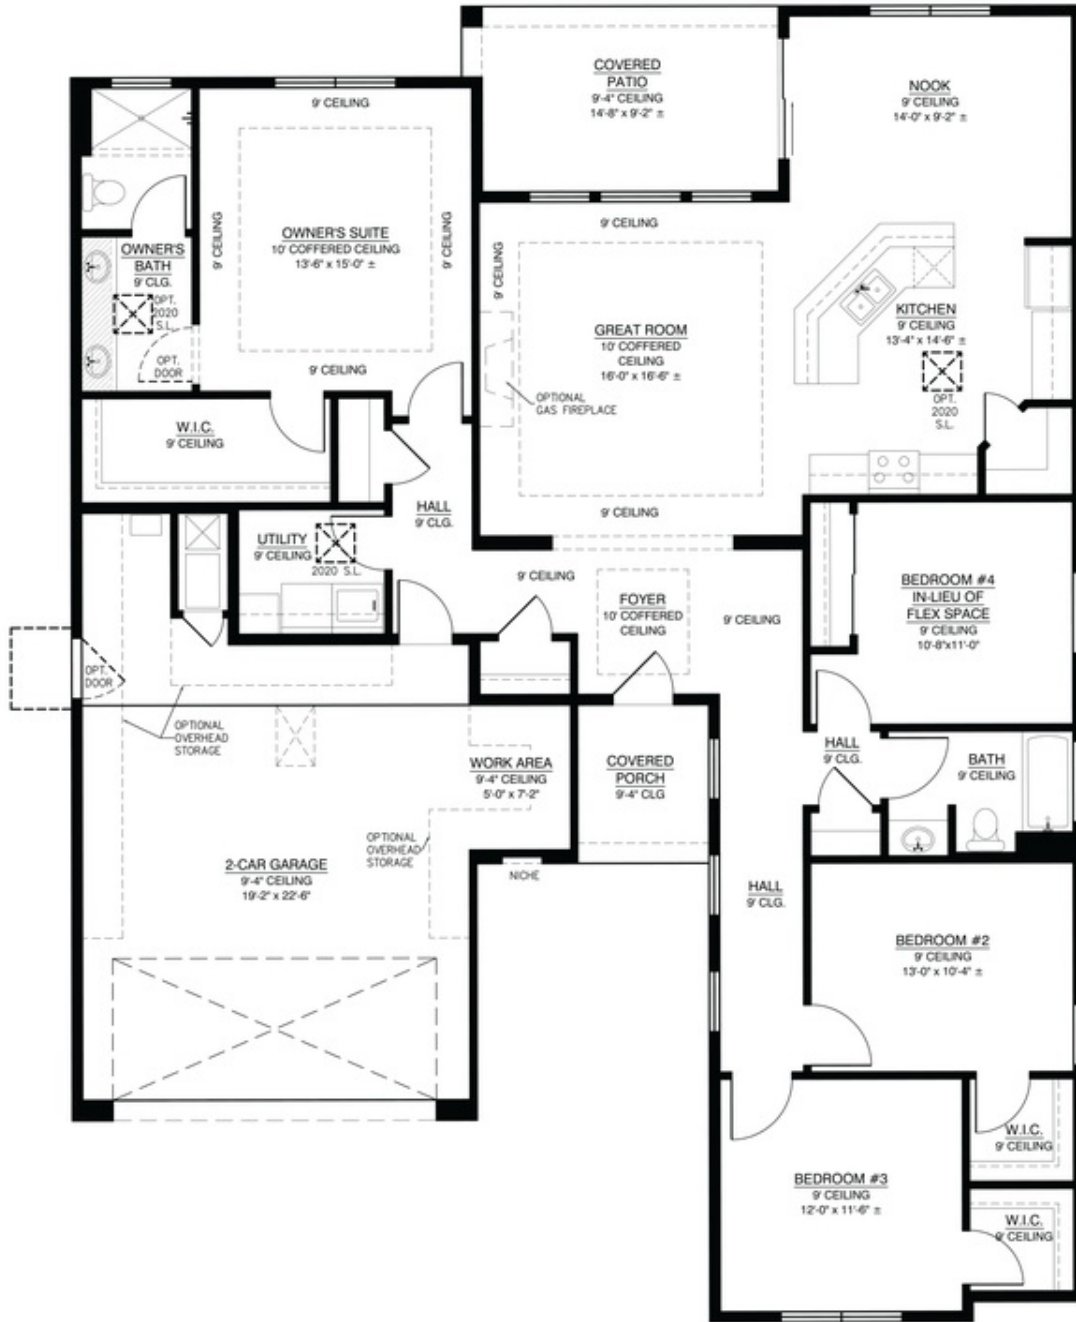 COVERED
PATIO
9'-4" CEILING
14'-8" x 9'-2" ±
NOOK
9' CEILING
14'-0" x 9'-2" ±
9' CEILING
OWNER'S SUITE
10' COFFERED CEILING
13'-6" x 15'-0" ±
9' CEILING
9' CEILING
9' CEILING
OWNER'S
BATH
9' CLG.
OPT.
2020
S.L.
OPT.
DOOR
9' CEILING
9' CEILING
GREAT ROOM
10' COFFERED
CEILING
16'-0" x 16'-6" ±
OPTIONAL
GAS FIREPLACE
9' CEILING
KITCHEN
9' CEILING
13'-4" x 14'-6" ±
OPT.
2020
S.L.
W.I.C.
9' CEILING
HALL
9' CLG.
UTILITY
9' CEILING
2020 S.L.
9' CEILING
FOYER
10' COFFERED
CEILING
9' CEILING
BEDROOM #4
IN-LIEU OF
FLEX SPACE
9' CEILING
10'-8"x11'-0"
OPT.
DOOR
OPTIONAL
OVERHEAD
STORAGE
WORK AREA
9'-4" CEILING
5'-0" x 7'-2"
COVERED
PORCH
9'-4" CLG
HALL
9' CLG.
BATH
9' CEILING
OPTIONAL
OVERHEAD
STORAGE
2-CAR GARAGE
9'-4" CEILING
19'-2" x 22'-6"
NICHE
HALL
9' CLG.
BEDROOM #2
9' CEILING
13'-0" x 10'-4" ±
W.I.C.
9' CEILING
BEDROOM #3
9' CEILING
12'-0" x 11'-6" ±
W.I.C.
9' CEILING